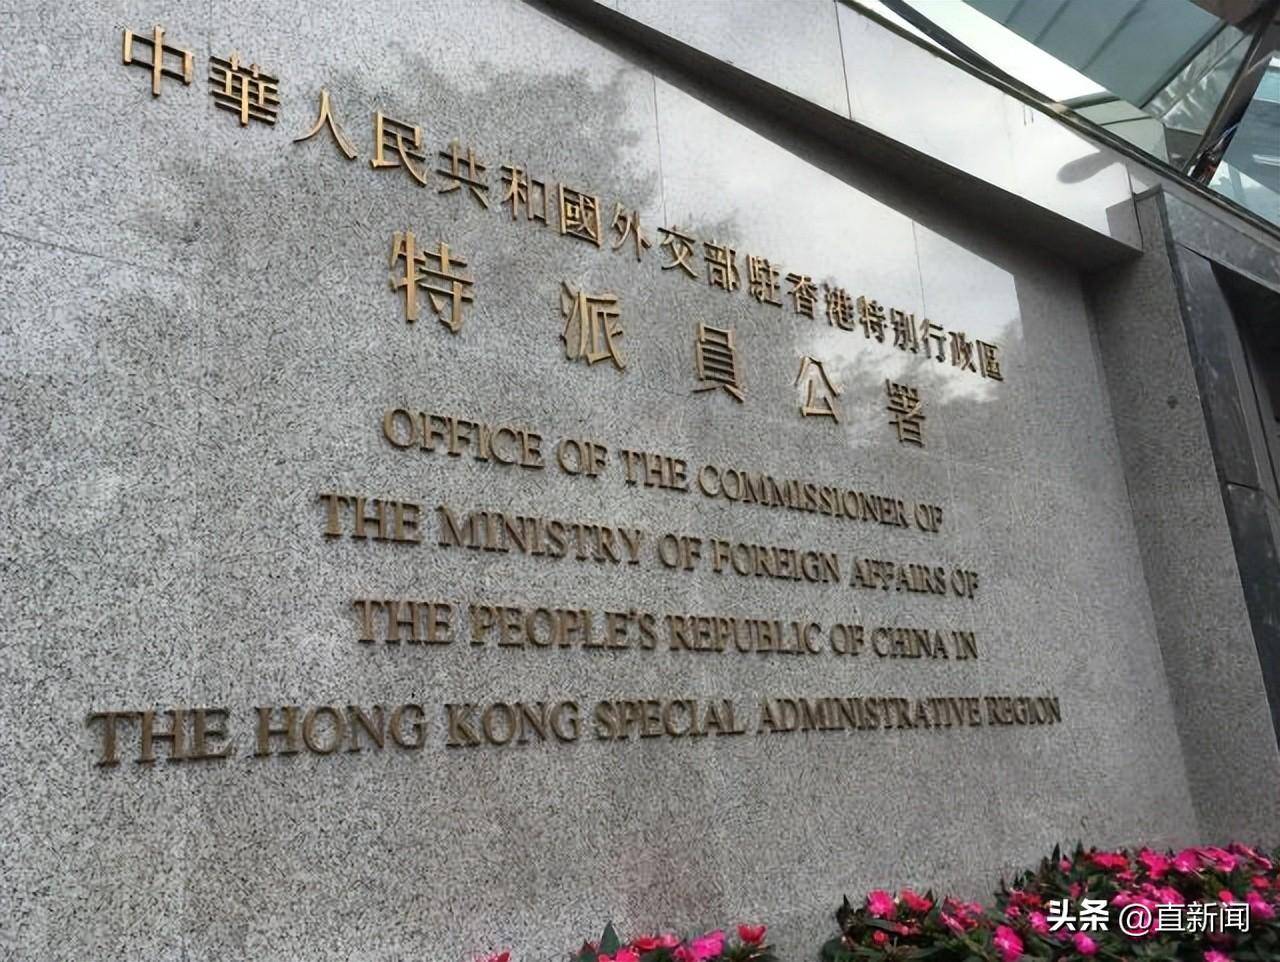 中華人民共和國外交部駐香港特別行政區
特派員公署
OFFICE OF THE COMMISSIONER OF
THE MINISTRY OF FOREIGN AFFAIRS OF
THE PEOPLE'S REPUBLIC OF CHINA IN
THE HONG KONG SPECIAL ADMINISTRATIVE REGION
头条 @直新闻